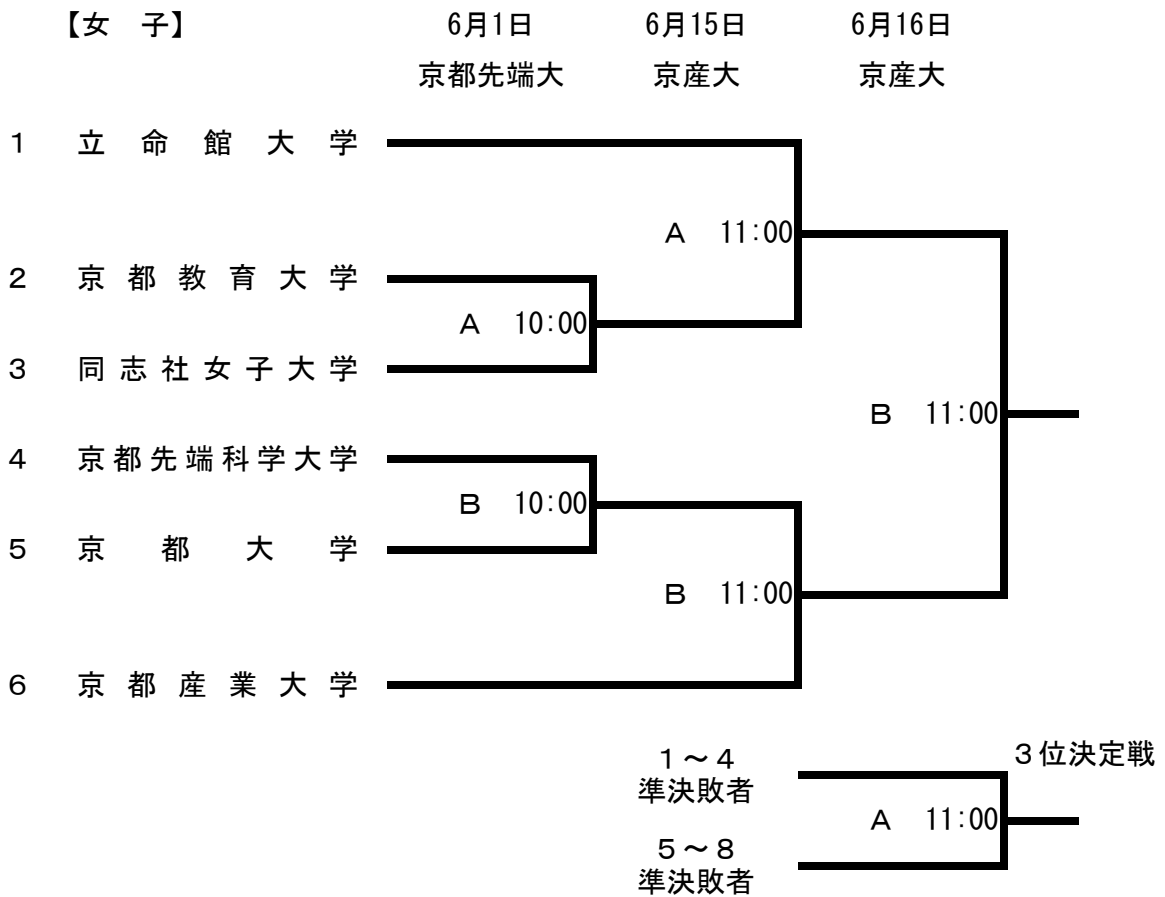 【女　子】　6月1日　6月15日　6月16日
京都先端大　京産大　京産大
１　立命館大学
Ａ　11:00
２　京都教育大学
Ａ　10:00
３　同志社女子大学
Ｂ　11:00
４　京都先端科学大学
Ｂ　10:00
５　京都大学
Ｂ　11:00
６　京都産業大学
３位決定戦
１～４
準決敗者
Ａ　11:00
５～８
準決敗者